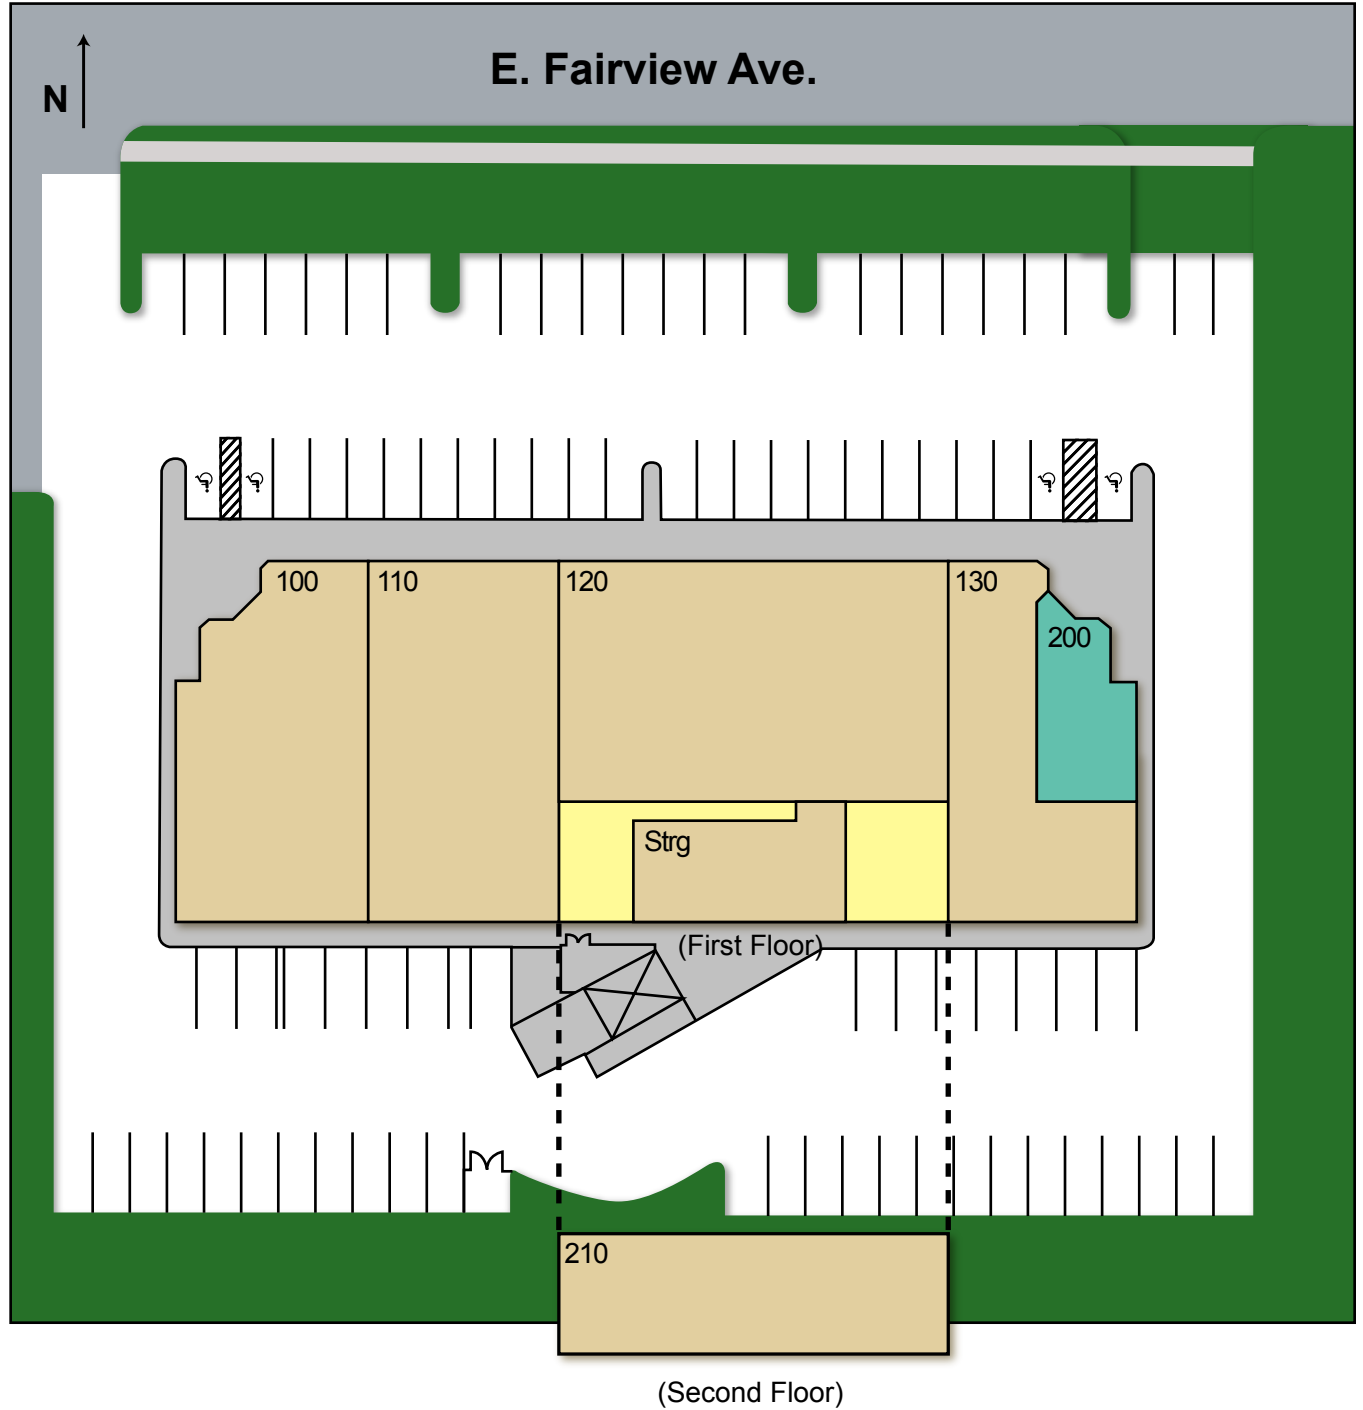 E. Fairview Ave.
N
100
110
120
130
200
Strg
(First Floor)
210
(Second Floor)